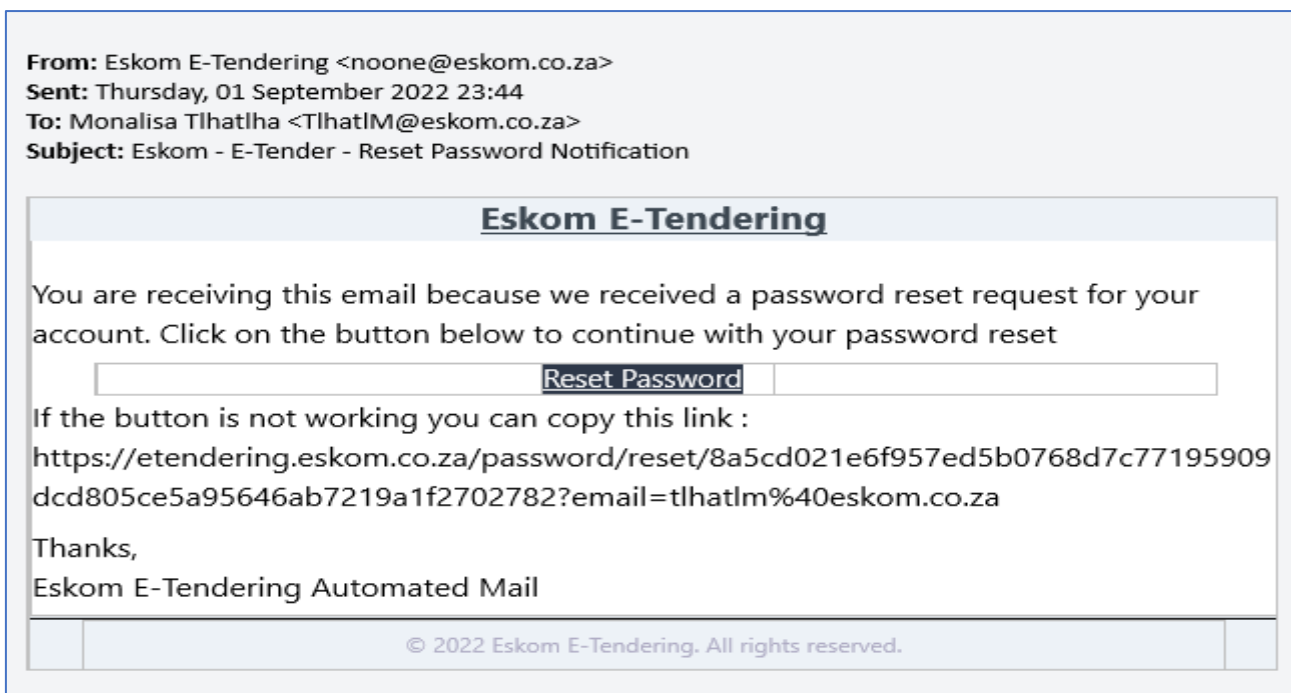 From: Eskom E-Tendering <noone@eskom.co.za>
Sent: Thursday, 01 September 2022 23:44
To: Monalisa Tlhatlha <TlhatlM@eskom.co.za>
Subject: Eskom - E-Tender - Reset Password Notification
Eskom E-Tendering
You are receiving this email because we received a password reset request for your
account. Click on the button below to continue with your password reset
Reset Password
If the button is not working you can copy this link :
https://etendering.eskom.co.za/password/reset/8a5cd021e6f957ed5b0768d7c77195909
dcd805ce5a95646ab7219a1f2702782?email=tlhatlm%40eskom.co.za
Thanks,
Eskom E-Tendering Automated Mail
© 2022 Eskom E-Tendering. All rights reserved.